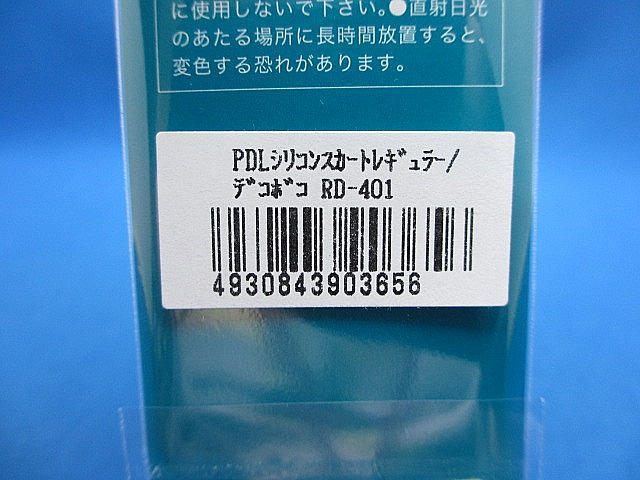 に使用しないで下さい。●直射日光
のあたる場所に長時間放置すると、
変色する恐れがあります。
PDLｼﾘｺﾝｽｶｰﾄﾚｷﾞｭﾗｰ/
ﾃﾞｺﾎﾞｺ RD-401
4930843903656